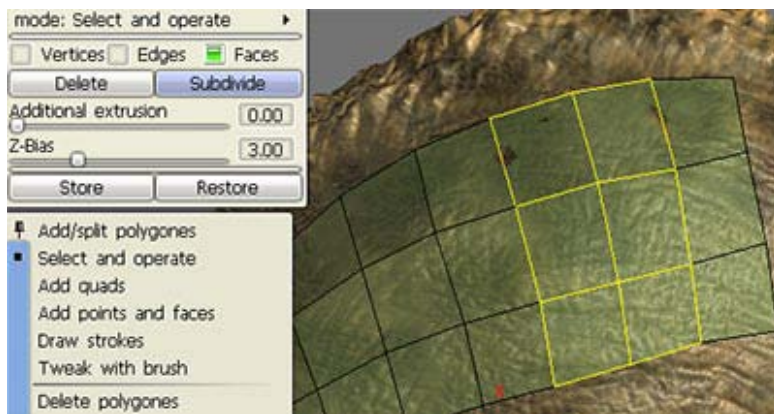 mode: Select and operate
Vertices Edges Faces
Delete Subdivide
Additional extrusion 0.00
Z-Bias 3.00
Store Restore
Add/split polygones
Select and operate
Add quads
Add points and faces
Draw strokes
Tweak with brush
Delete polygones